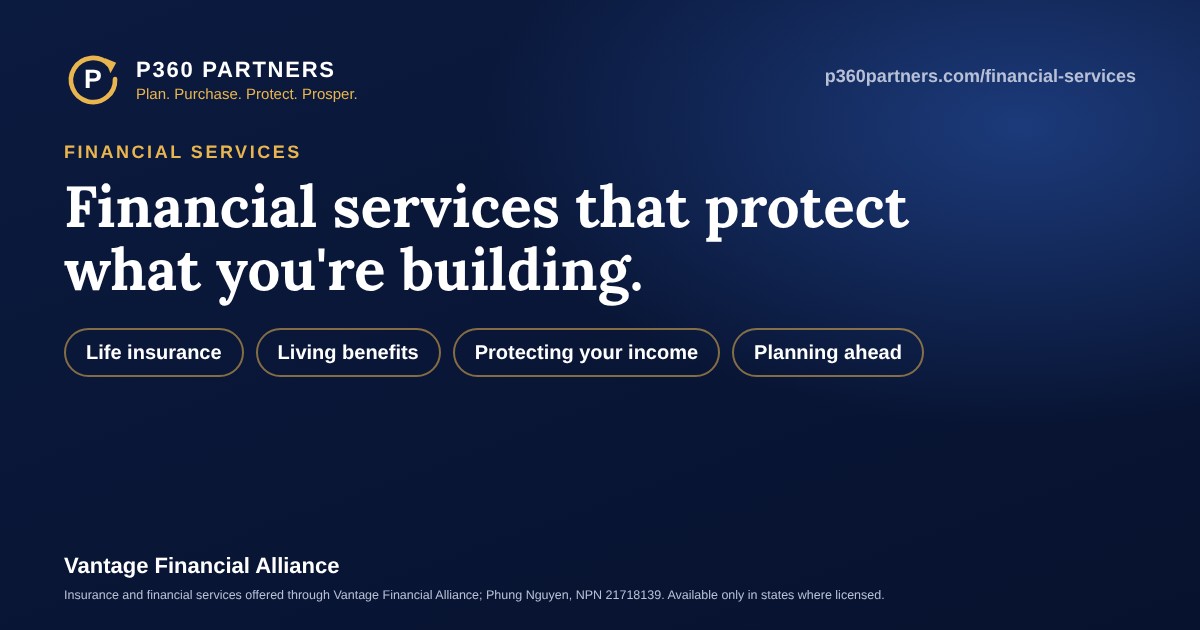 P
P360 PARTNERS
Plan. Purchase. Protect. Prosper.
p360partners.com/financial-services
FINANCIAL SERVICES
Financial services that protect
what you're building.
Life insurance
Living benefits
Protecting your income
Planning ahead
Vantage Financial Alliance
Insurance and financial services offered through Vantage Financial Alliance; Phung Nguyen, NPN 21718139. Available only in states where licensed.